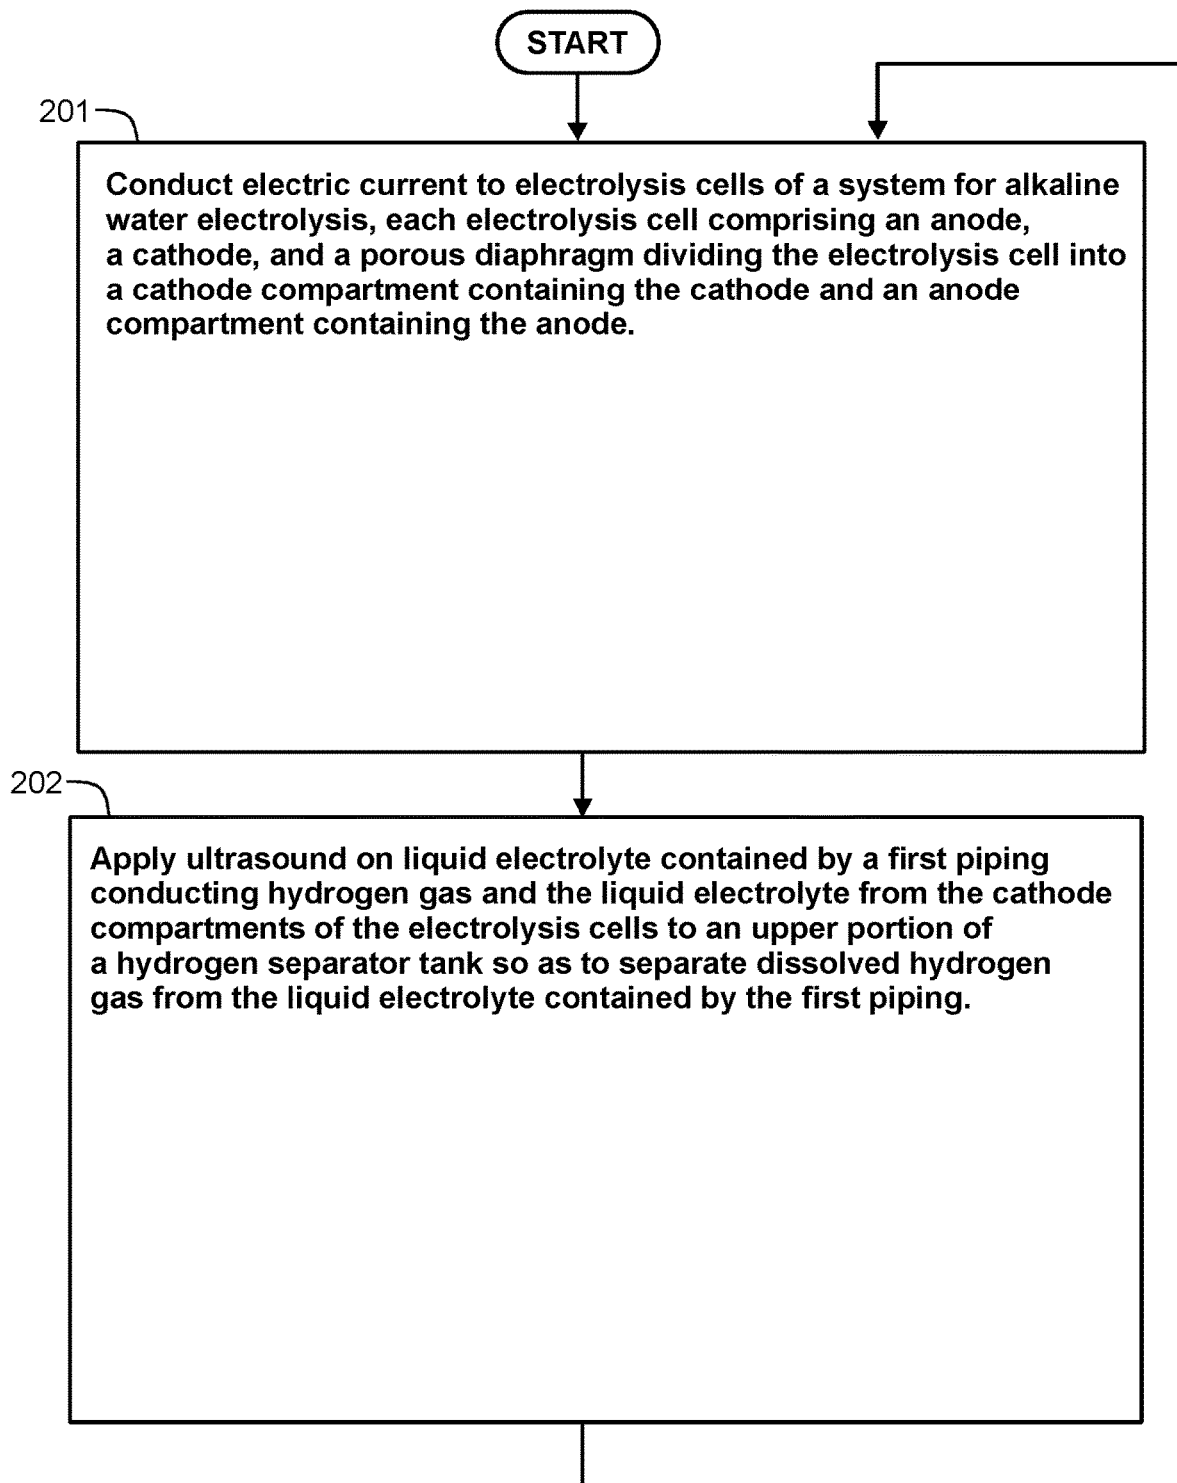 START
201
Conduct electric current to electrolysis cells of a system for alkaline
water electrolysis, each electrolysis cell comprising an anode,
a cathode, and a porous diaphragm dividing the electrolysis cell into
a cathode compartment containing the cathode and an anode
compartment containing the anode.
202
Apply ultrasound on liquid electrolyte contained by a first piping
conducting hydrogen gas and the liquid electrolyte from the cathode
compartments of the electrolysis cells to an upper portion of
a hydrogen separator tank so as to separate dissolved hydrogen
gas from the liquid electrolyte contained by the first piping.